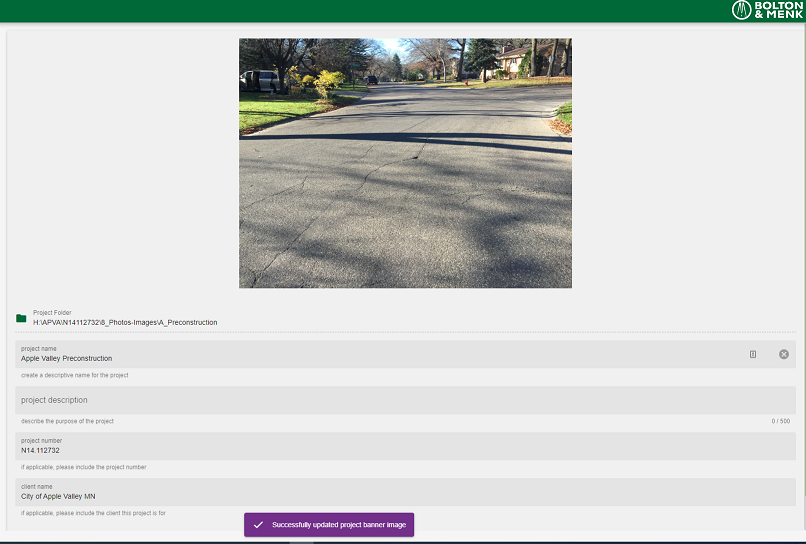 BOLTON
& MENK
Project Folder
H:\APVA\N14112732\8_Photos-Images\A_Preconstruction
project name
Apple Valley Preconstruction
create a descriptive name for the project
project description
describe the purpose of the project
0 / 500
project number
N14.112732
if applicable, please include the project number
client name
City of Apple Valley MN
if applicable, please include the client this project is for
Successfully updated project banner image